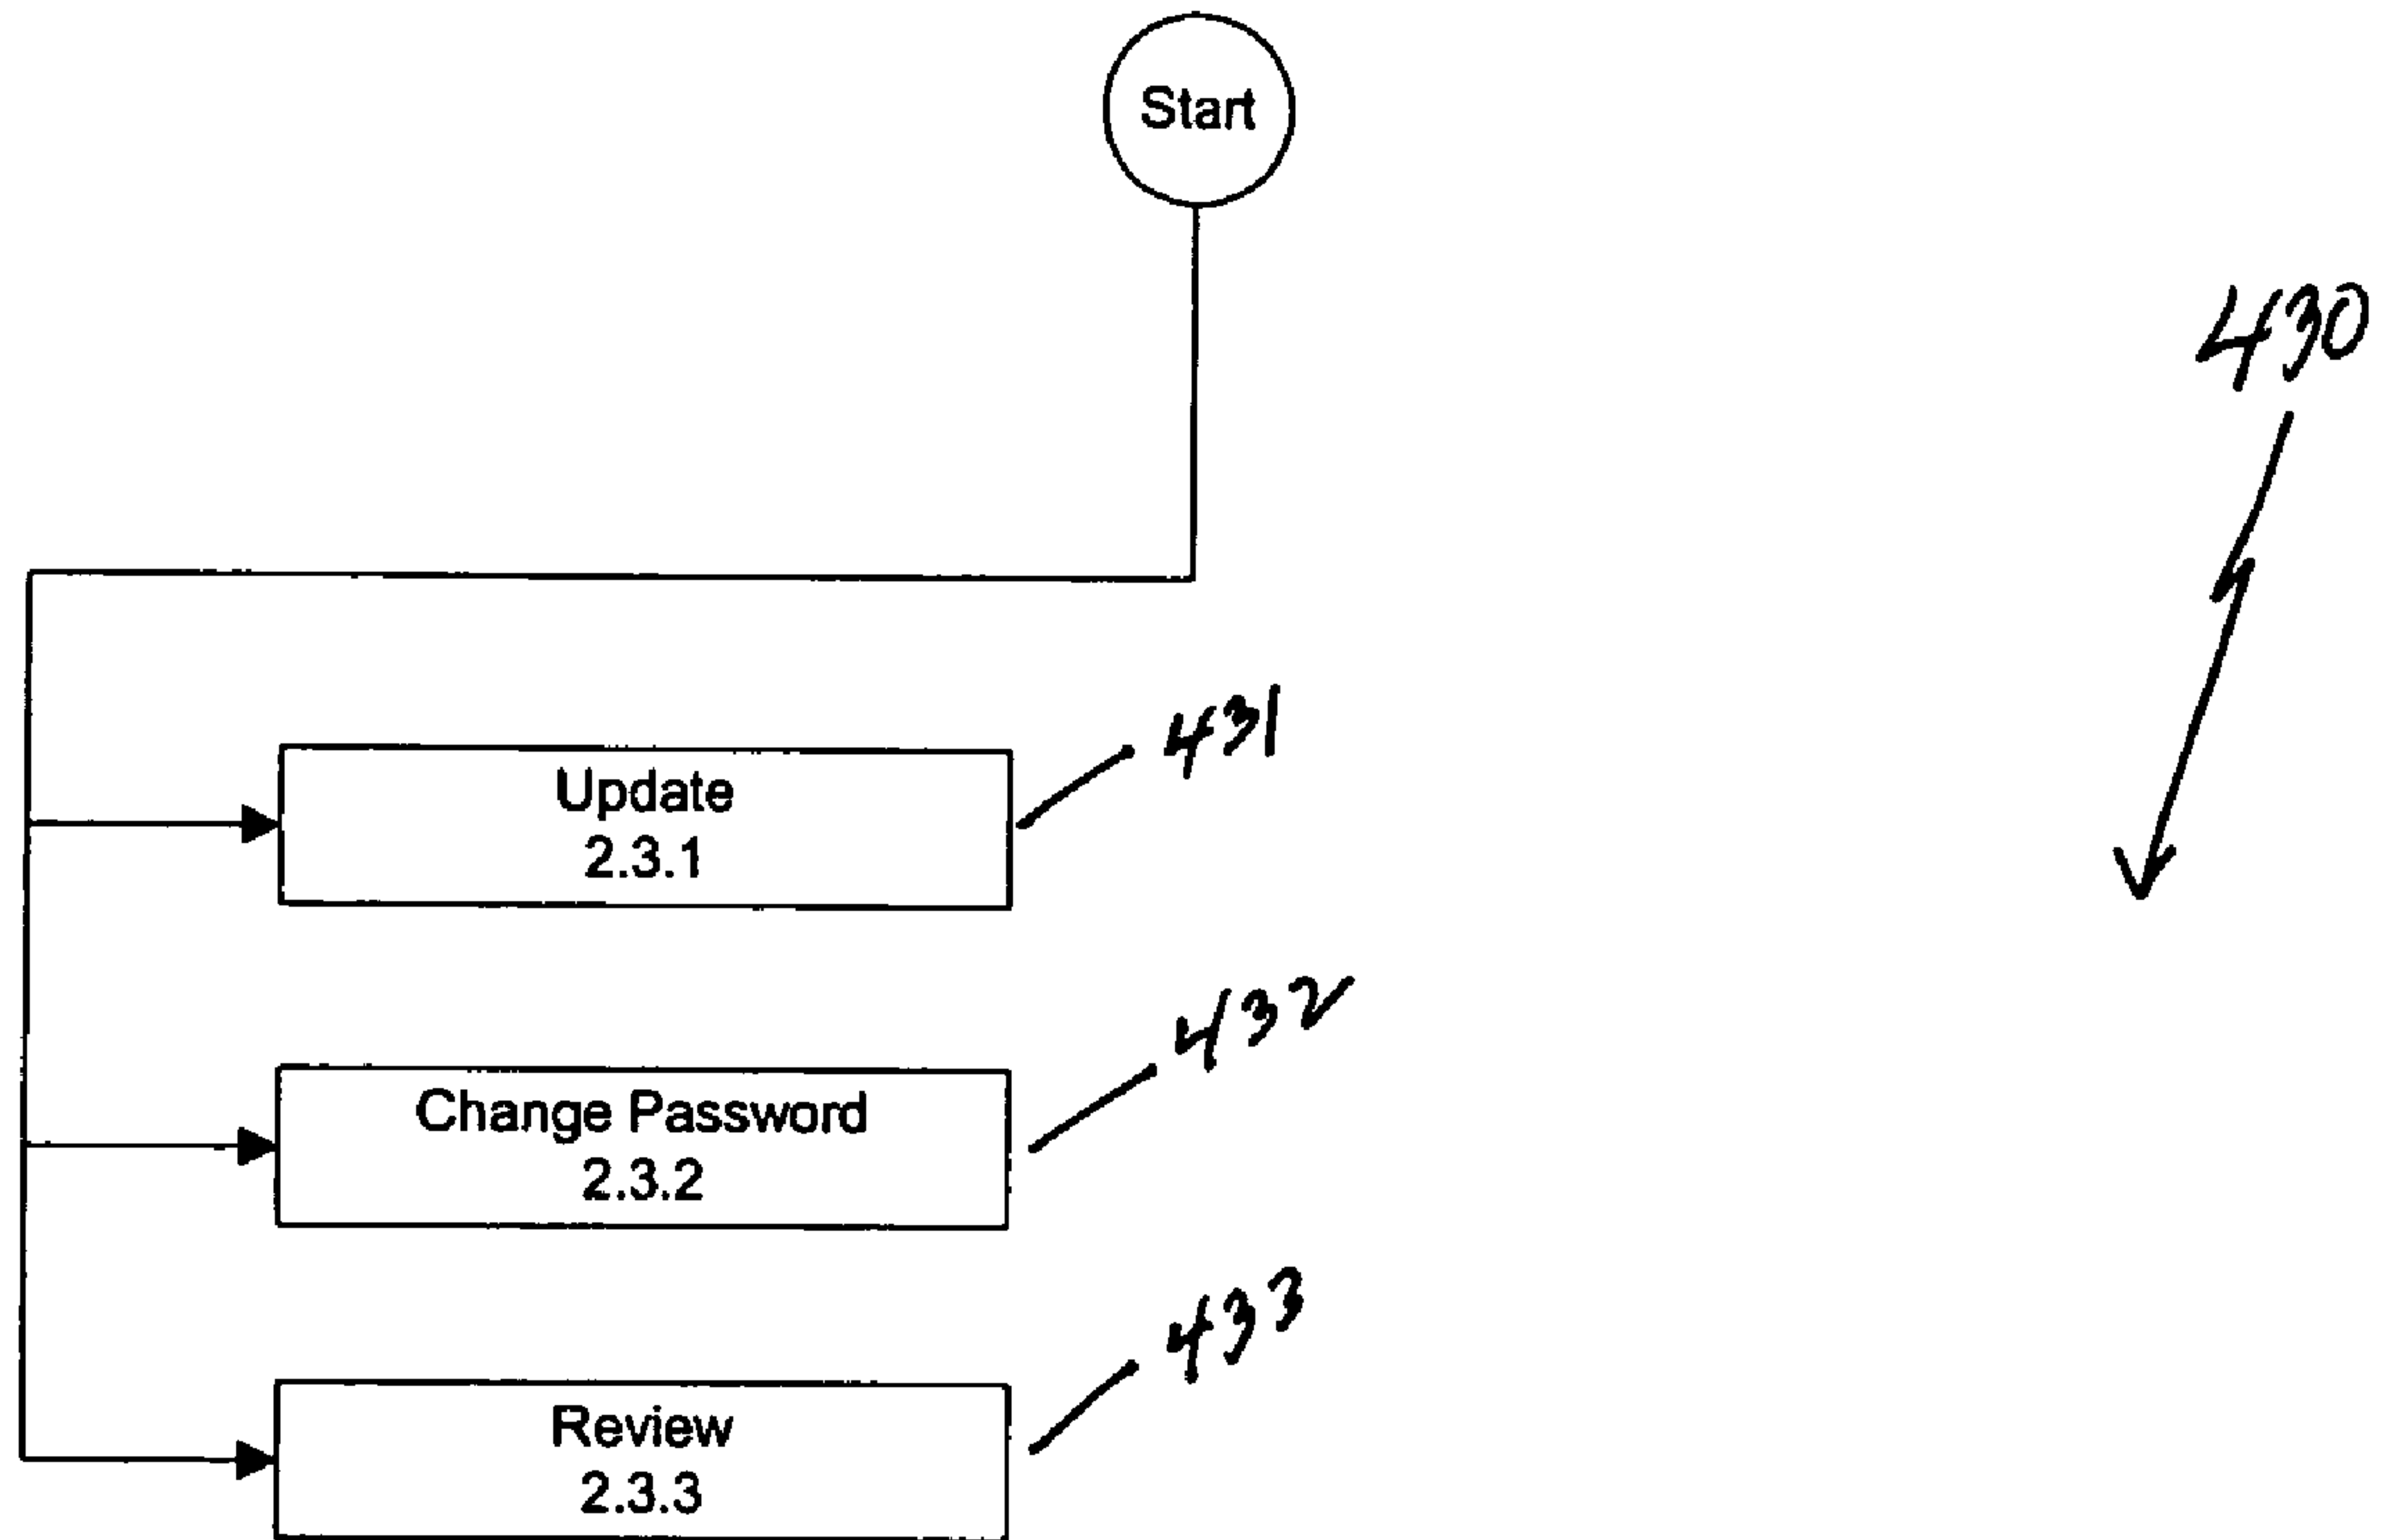 Start
430
431
Update
2.3.1
432
Change Password
2.3.2
433
Review
2.3.3